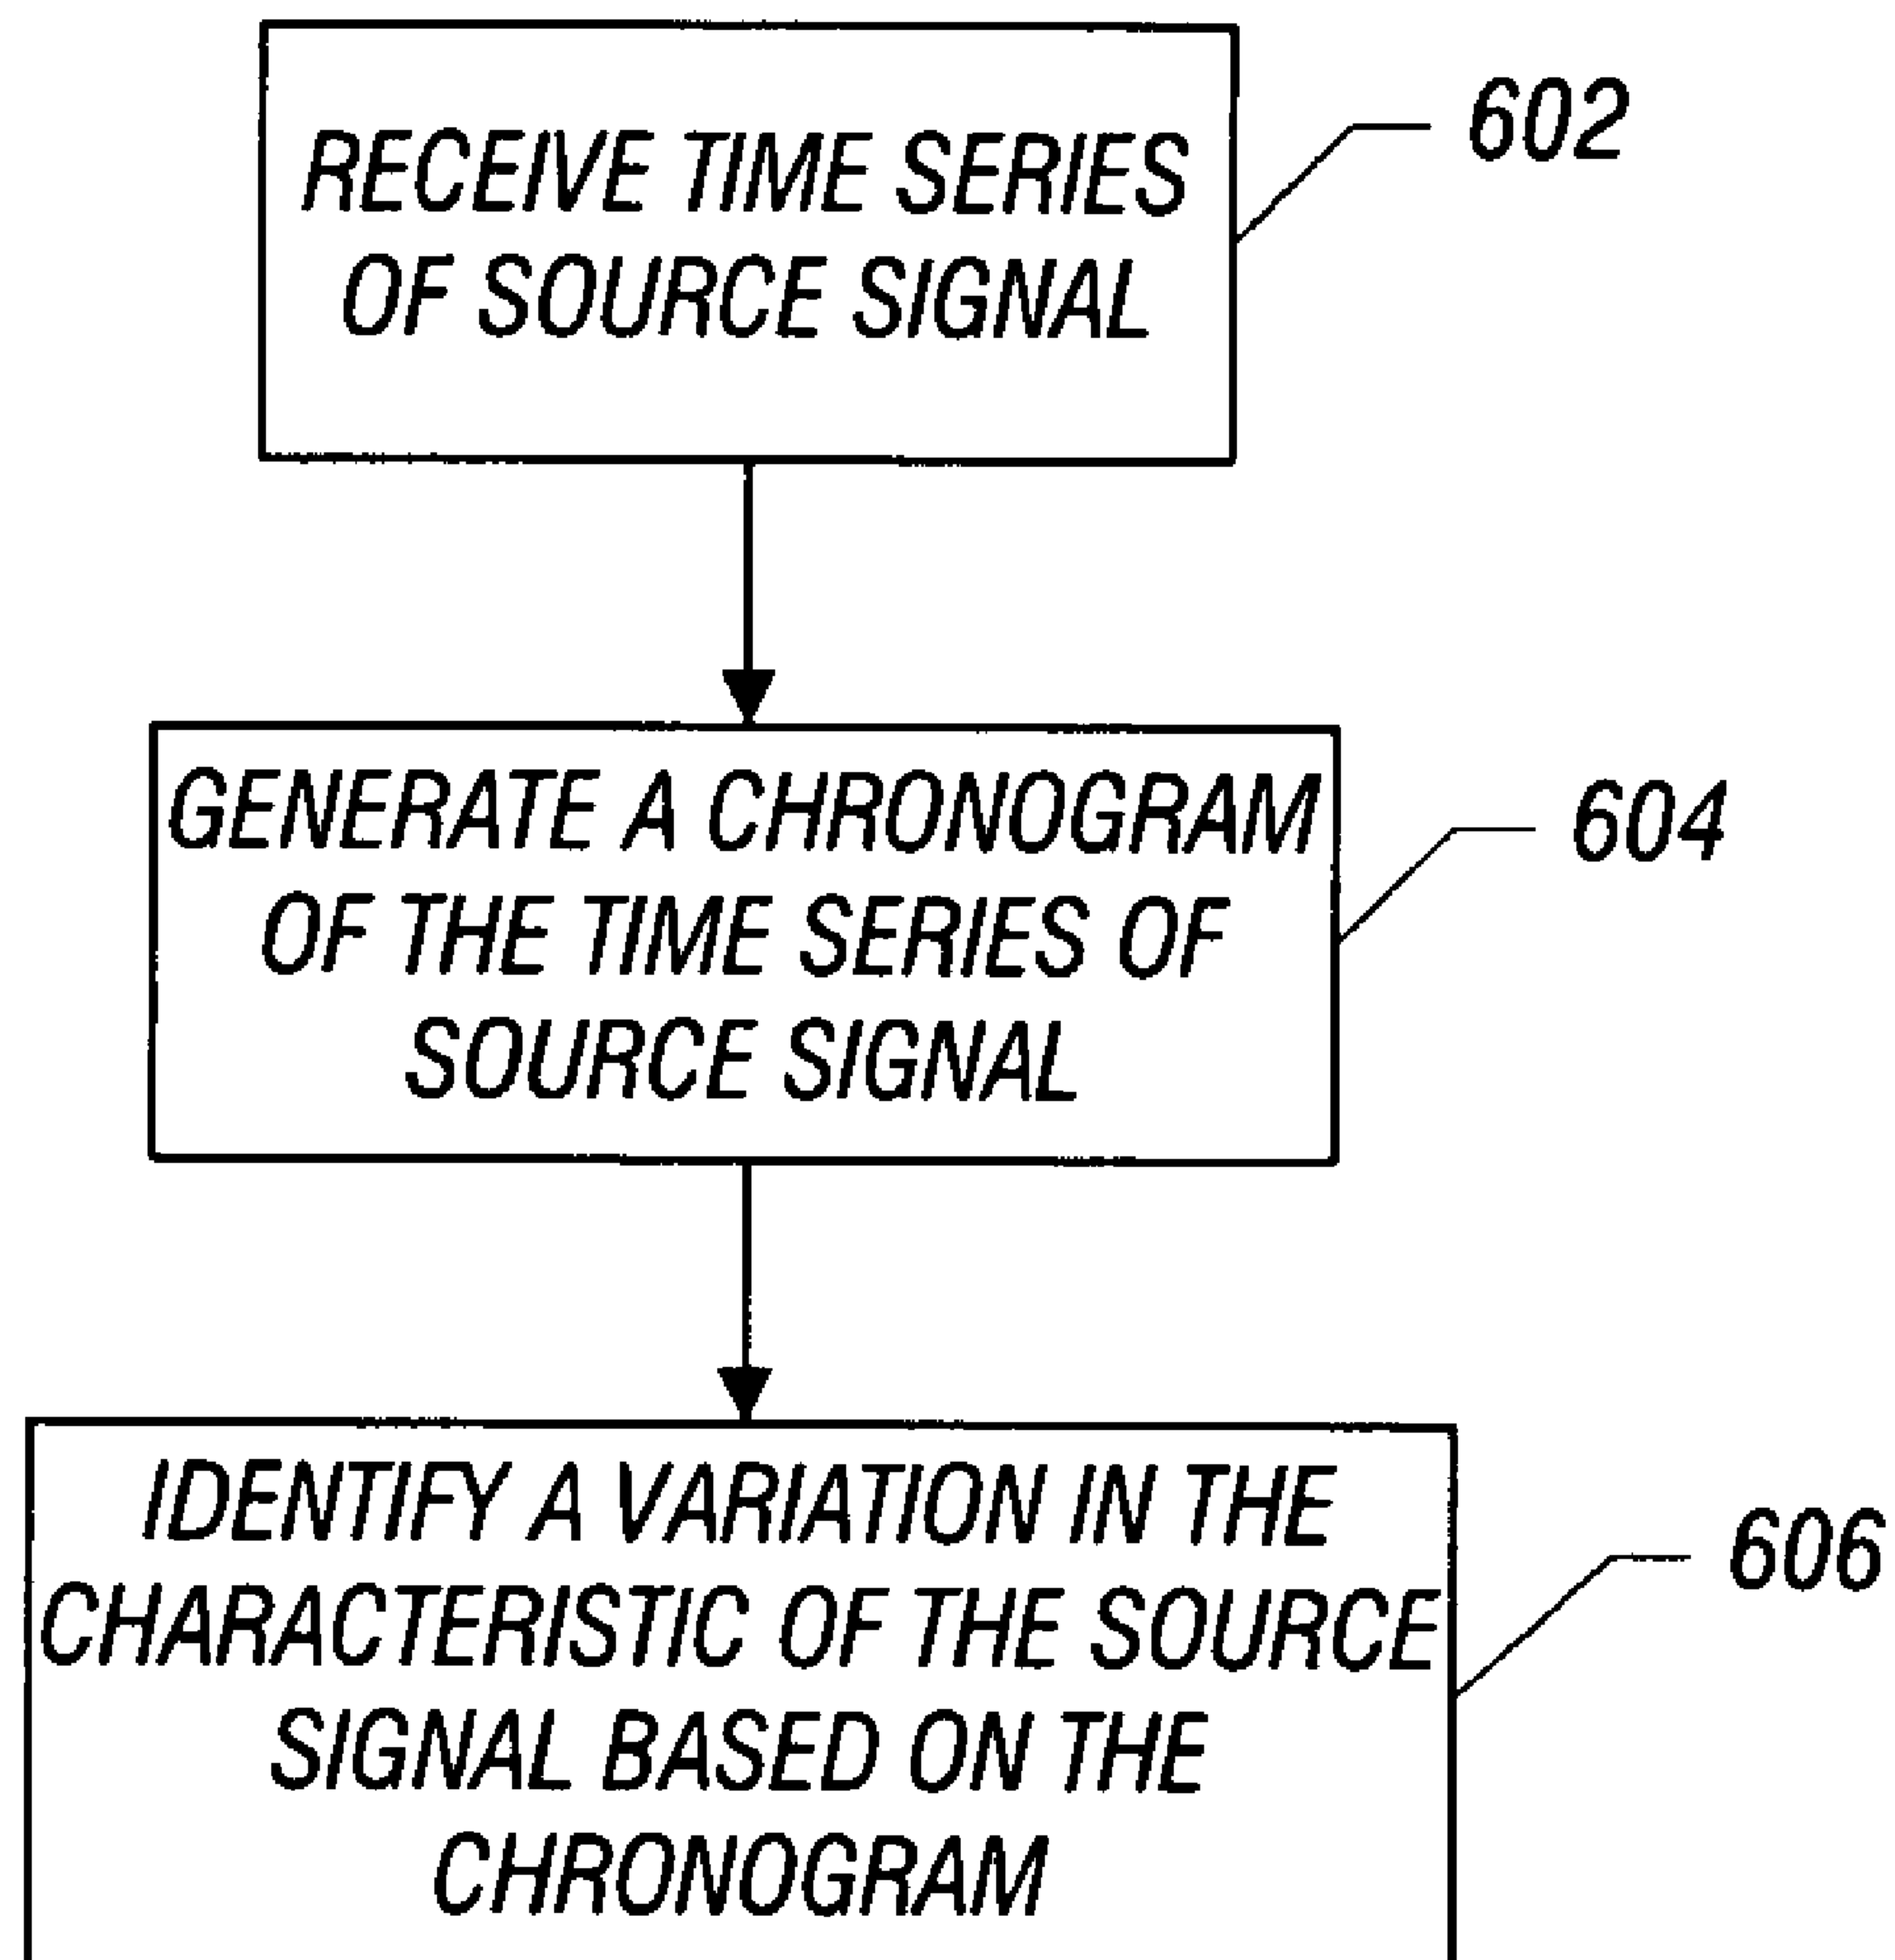 RECEIVE TIME SERIES
OF SOURCE SIGNAL
602
GENERATE A CHRONOGRAM
OF THE TIME SERIES OF
SOURCE SIGNAL
604
IDENTIFY A VARIATION IN THE
CHARACTERISTIC OF THE SOURCE
SIGNAL BASED ON THE
CHRONOGRAM
606